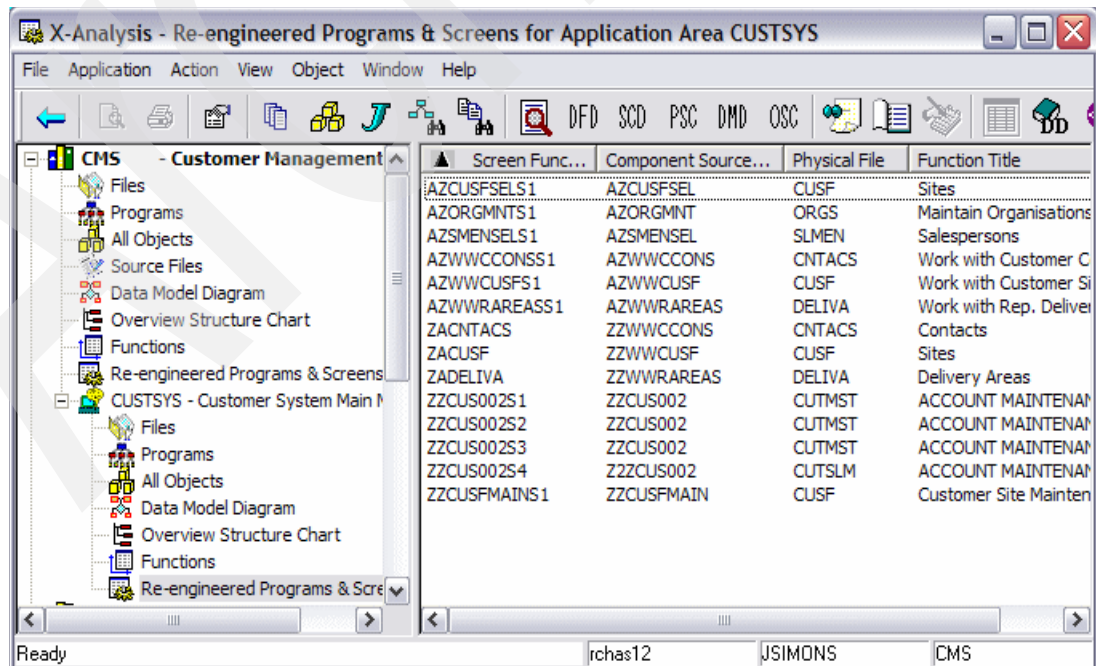 X-Analysis - Re-engineered Programs & Screens for Application Area CUSTSYS
File Application Action View Object Window Help
DFD SCD PSC DMD OSC DD
CMS - Customer Management
Files
Programs
All Objects
Source Files
Data Model Diagram
Overview Structure Chart
Functions
Re-engineered Programs & Screens
CUSTSYS - Customer System Main
Files
Programs
All Objects
Data Model Diagram
Overview Structure Chart
Functions
Re-engineered Programs & Scre
Screen Func... Component Source... Physical File Function Title
AZCUSFSELS1 AZCUSFSEL CUSF Sites
AZORGMNTS1 AZORGMNT ORGS Maintain Organisations
AZSMENSELS1 AZSMENSEL SLMEN Salespersons
AZWWCCONSS1 AZWWCCONS CNTACS Work with Customer C
AZWWCUSFS1 AZWWCUSF CUSF Work with Customer Si
AZWWRAREASS1 AZWWRAREAS DELIVA Work with Rep. Deliver
ZACNTACS ZZWWCCONS CNTACS Contacts
ZACUSF ZZWWCUSF CUSF Sites
ZADELIVA ZZWWRAREAS DELIVA Delivery Areas
ZZCUS002S1 ZZCUS002 CUTMST ACCOUNT MAINTENAN
ZZCUS002S2 ZZCUS002 CUTMST ACCOUNT MAINTENAN
ZZCUS002S3 ZZCUS002 CUTMST ACCOUNT MAINTENAN
ZZCUS002S4 Z2ZCUS002 CUTSLM ACCOUNT MAINTENAN
ZZCUSFMAINS1 ZZCUSFMAIN CUSF Customer Site Mainten
Ready rchas12 JSIMONS CMS